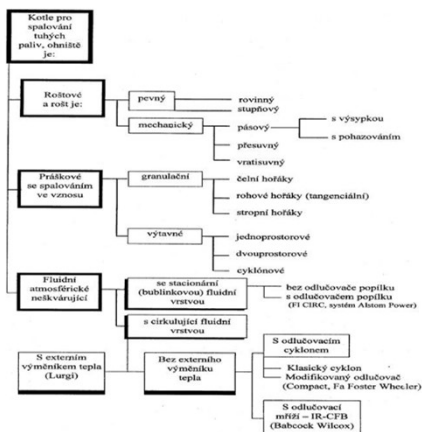 Kotle pro
spalování
tuhých
paliv, ohniště
je:
Roštové
a rošt je:
pevný
rovinný
stupňový
mechanický
pásový
s výsypkou
s pohazováním
přesuvný
vratisuvný
Práškové
se spalováním
ve vznosu
granulační
čelní hořáky
rohové hořáky (tangenciální)
stropní hořáky
výtavné
jednoprostorové
dvouprostorové
cyklónové
Fluidní
atmosférické
neškvárující
se stacionární
(bublinkovou) fluidní
vrstvou
bez odlučovače popílku
s odlučovačem popílku
(FI CIRC, systém Alstom Power)
s cirkulující fluidní
vrstvou
S externím
výměníkem tepla
(Lurgi)
Bez externího
výměníku
tepla
S odlučovacím
cyklonem
Klasický cyklon
Modifikovaný odlučovač
(Compact, Fa Foster Wheeler)
S odlučovací
mříží – IR-CFB
(Babcock Wilcox)